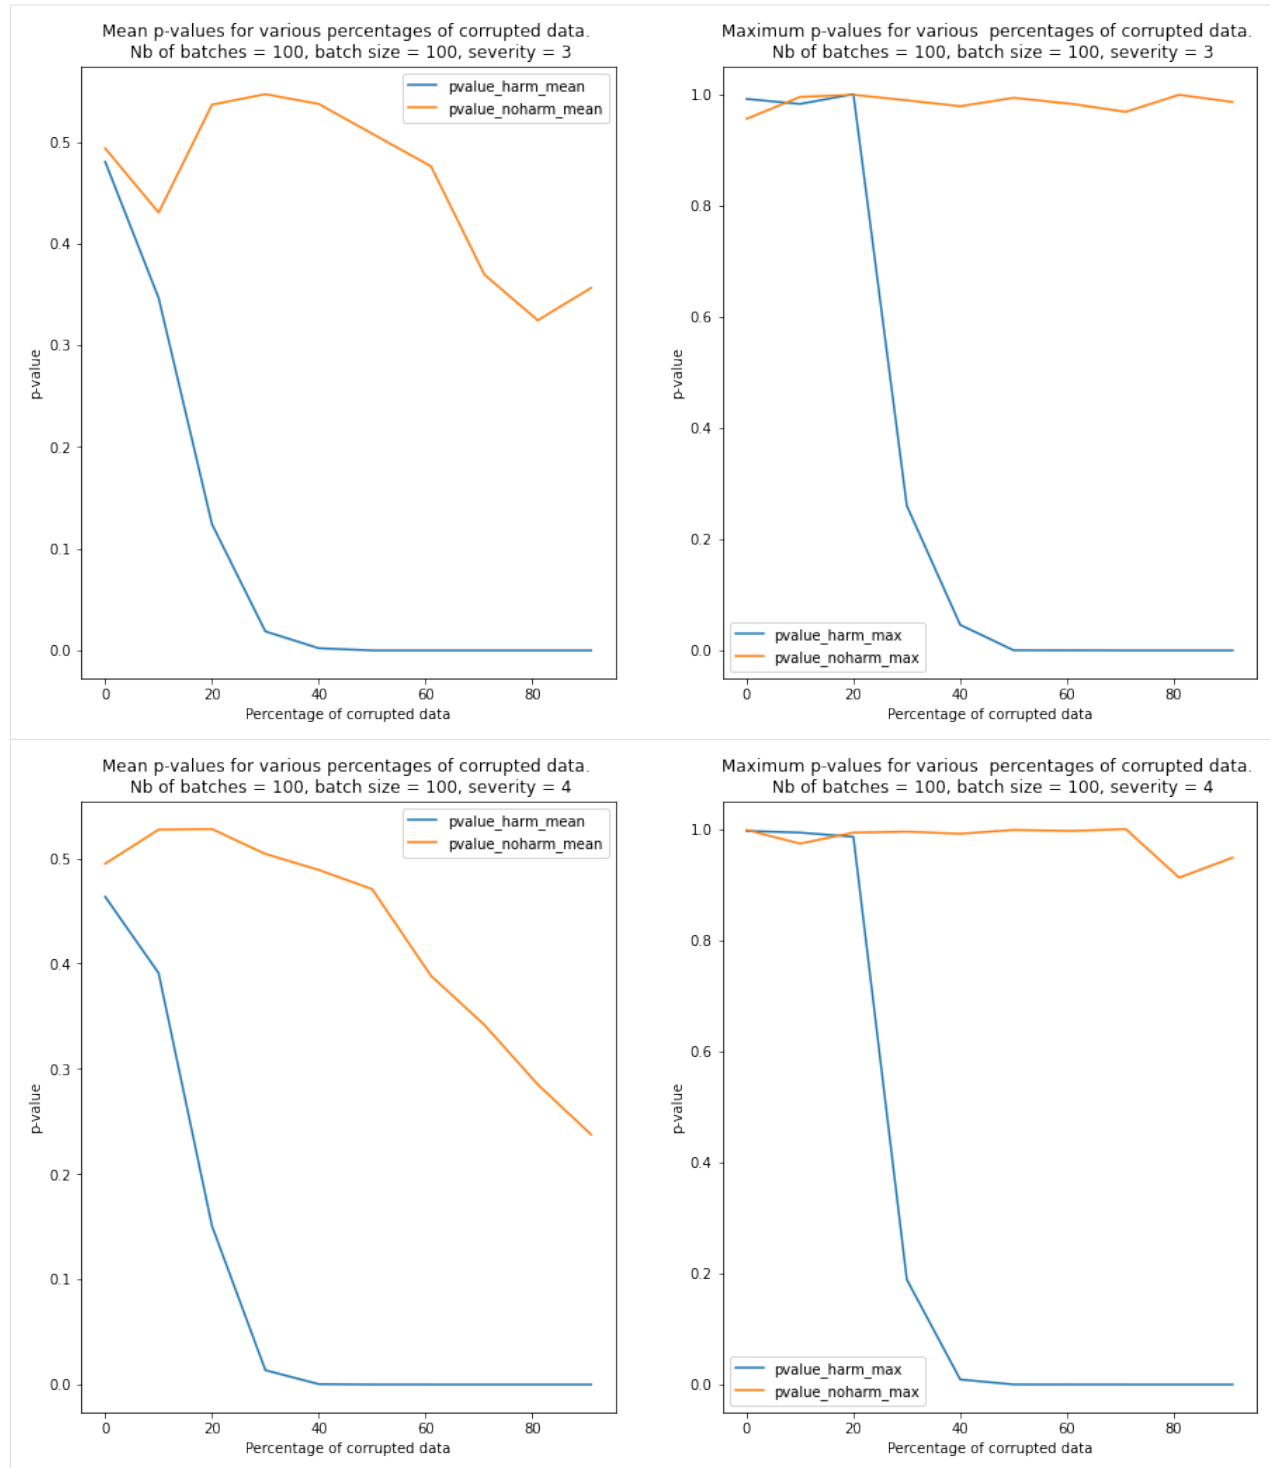 Mean p-values for various percentages of corrupted data.
Nb of batches = 100, batch size = 100, severity = 3
pvalue_harm_mean
pvalue_noharm_mean
0.5
0.4
0.3
0.2
0.1
0.0
p-value
0 20 40 60 80
Percentage of corrupted data
Maximum p-values for various  percentages of corrupted data.
Nb of batches = 100, batch size = 100, severity = 3
1.0
0.8
0.6
0.4
0.2
0.0
p-value
pvalue_harm_max
pvalue_noharm_max
0 20 40 60 80
Percentage of corrupted data
Mean p-values for various percentages of corrupted data.
Nb of batches = 100, batch size = 100, severity = 4
pvalue_harm_mean
pvalue_noharm_mean
0.5
0.4
0.3
0.2
0.1
0.0
p-value
0 20 40 60 80
Percentage of corrupted data
Maximum p-values for various  percentages of corrupted data.
Nb of batches = 100, batch size = 100, severity = 4
1.0
0.8
0.6
0.4
0.2
0.0
p-value
pvalue_harm_max
pvalue_noharm_max
0 20 40 60 80
Percentage of corrupted data